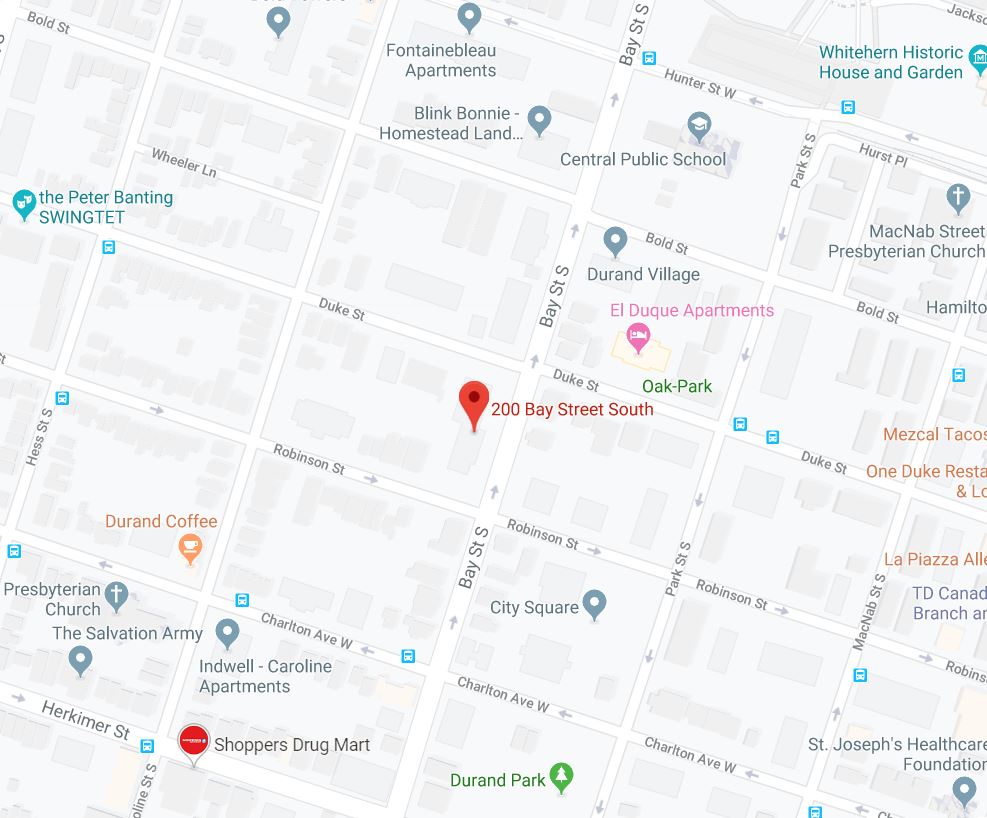 Bold St
Fontainebleau
Apartments
Bay St S
Hunter St W
Whitehern Historic
House and Garden
Blink Bonnie -
Homestead Land...
Central Public School
Park St S
Hurst Pl
Wheeler Ln
the Peter Banting
SWINGTET
MacNab Street
Presbyterian Church
Bold St
Durand Village
Bay St S
El Duque Apartments
Bold St
Duke St
Duke St
Oak-Park
200 Bay Street South
Hess St S
Mezcal Tacos
Robinson St
Duke St
One Duke Resta
& Lo
Durand Coffee
Robinson St
Bay St S
Park St S
La Piazza Alle
Presbyterian
Church
City Square
Robinson St
TD Canad
Branch an
The Salvation Army
Charlton Ave W
MacNab St S
Indwell - Caroline
Apartments
Robins
Charlton Ave W
Herkimer St
Shoppers Drug Mart
Charlton Ave W
St. Joseph's Healthcare
Foundation
Durand Park
oline St S